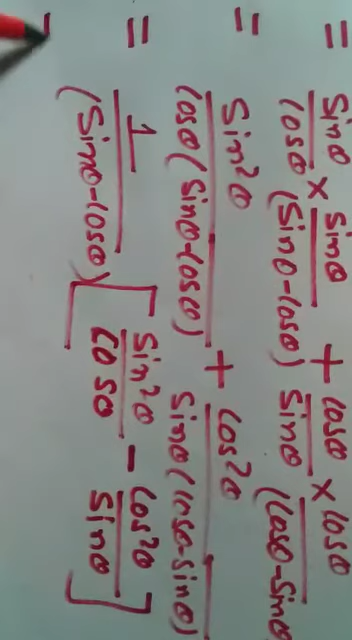 = sinθ/cosθ × sinθ/(sinθ-cosθ) + cosθ/sinθ × cosθ/(cosθ-sinθ
= sin²θ/cosθ(sinθ-cosθ) + cos²θ/sinθ(cosθ-sinθ)
= 1/(sinθ-cosθ) [sin²θ/cosθ - cos²θ/sinθ]